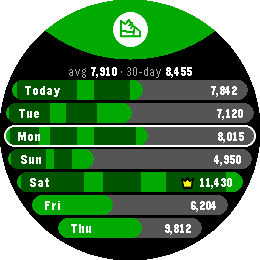 avg 7,910 · 30-day 8,455
Today 7,842
Tue 7,120
Mon 8,015
Sun 4,950
Sat 11,430
Fri 6,204
Thu 9,812